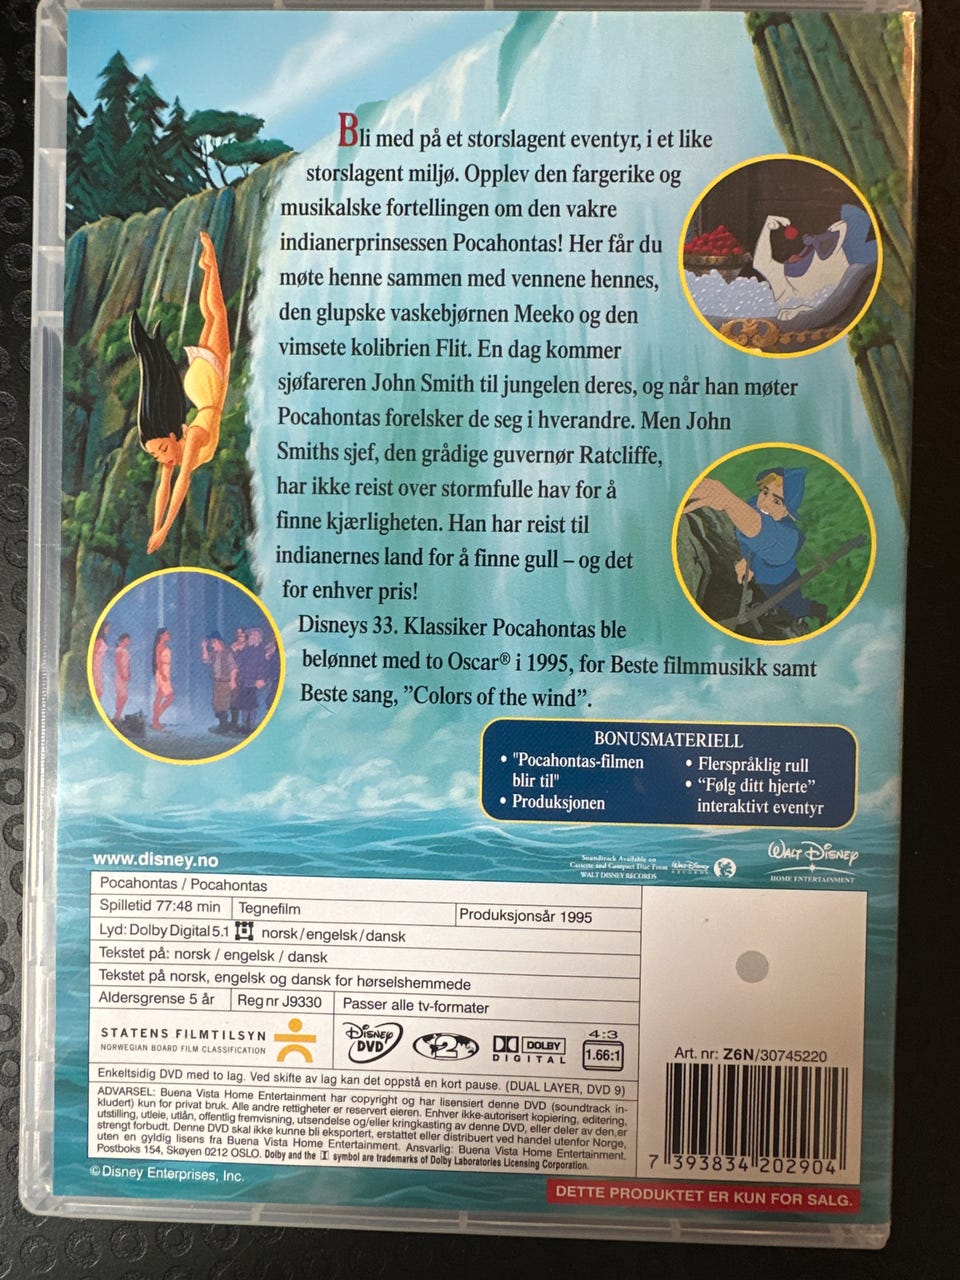 Bli med på et storslagent eventyr, i et like
storslagent miljø. Opplev den fargerike og
musikalske fortellingen om den vakre
indianerprinsessen Pocahontas! Her får du
møte henne sammen med vennene hennes,
den glupske vaskebjørnen Meeko og den
vimsete kolibrien Flit. En dag kommer
sjøfareren John Smith til jungelen deres, og når han møter
Pocahontas forelsker de seg i hverandre. Men John
Smiths sjef, den grådige guvernør Ratcliffe,
har ikke reist over stormfulle hav for å
finne kjærligheten. Han har reist til
indianernes land for å finne gull – og det
for enhver pris!
Disneys 33. Klassiker Pocahontas ble
belønnet med to Oscar® i 1995, for Beste filmmusikk samt
Beste sang, ”Colors of the wind”.
BONUSMATERIELL
• "Pocahontas-filmen
blir til"
• Produksjonen
• Flerspråklig rull
• “Følg ditt hjerte”
interaktivt eventyr
www.disney.no
Soundtrack Available on
Cassette and Compact Disc From
WALT DISNEY RECORDS
Walt Disney
RECORDS
Walt Disney
HOME ENTERTAINMENT
Pocahontas / Pocahontas
Spilletid 77:48 min Tegnefilm Produksjonsår 1995
Lyd: Dolby Digital 5.1 norsk/engelsk/dansk
Tekstet på: norsk / engelsk / dansk
Tekstet på norsk, engelsk og dansk for hørselshemmede
Aldersgrense 5 år Reg nr J9330 Passer alle tv-formater
STATENS FILMTILSYN
NORWEGIAN BOARD FILM CLASSIFICATION
Disney
DVD
2
DOLBY
DIGITAL
4:3
1.66:1
Enkeltsidig DVD med to lag. Ved skifte av lag kan det oppstå en kort pause. (DUAL LAYER, DVD 9)
ADVARSEL: Buena Vista Home Entertainment har copyright og har lisensiert denne DVD (soundtrack in-
kludert) kun for privat bruk. Alle andre rettigheter er reservert eieren. Enhver ikke-autorisert kopiering, editering,
utstilling, utleie, utlån, offentlig fremvisning, utsendelse og/eller kringkasting av denne DVD, eller deler av den,er
strengt forbudt. Denne DVD skal ikke kunne bli eksportert, erstattet eller distribuert ved handel utenfor Norge,
uten en gyldig lisens fra Buena Vista Home Entertainment. Ansvarlig: Buena Vista Home Entertainment.
Postboks 154, Skøyen 0212 OSLO. Dolby and the symbol are trademarks of Dolby Laboratories Licensing Corporation.
Art. nr: Z6N/30745220
7 393834 202904
© Disney Enterprises, Inc.
DETTE PRODUKTET ER KUN FOR SALG.